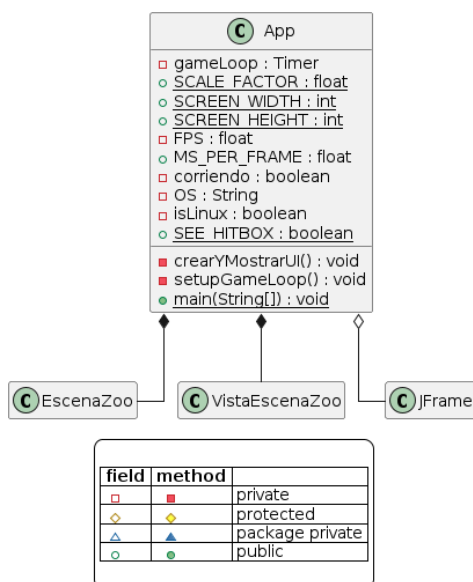 C App
gameLoop : Timer
SCALE_FACTOR : float
SCREEN_WIDTH : int
SCREEN_HEIGHT : int
FPS : float
MS_PER_FRAME : float
corriendo : boolean
OS : String
isLinux : boolean
SEE_HITBOX : boolean
crearYMostrarUI() : void
setupGameLoop() : void
main(String[]) : void
C EscenaZoo C VistaEscenaZoo C JFrame
field method
private
protected
package private
public